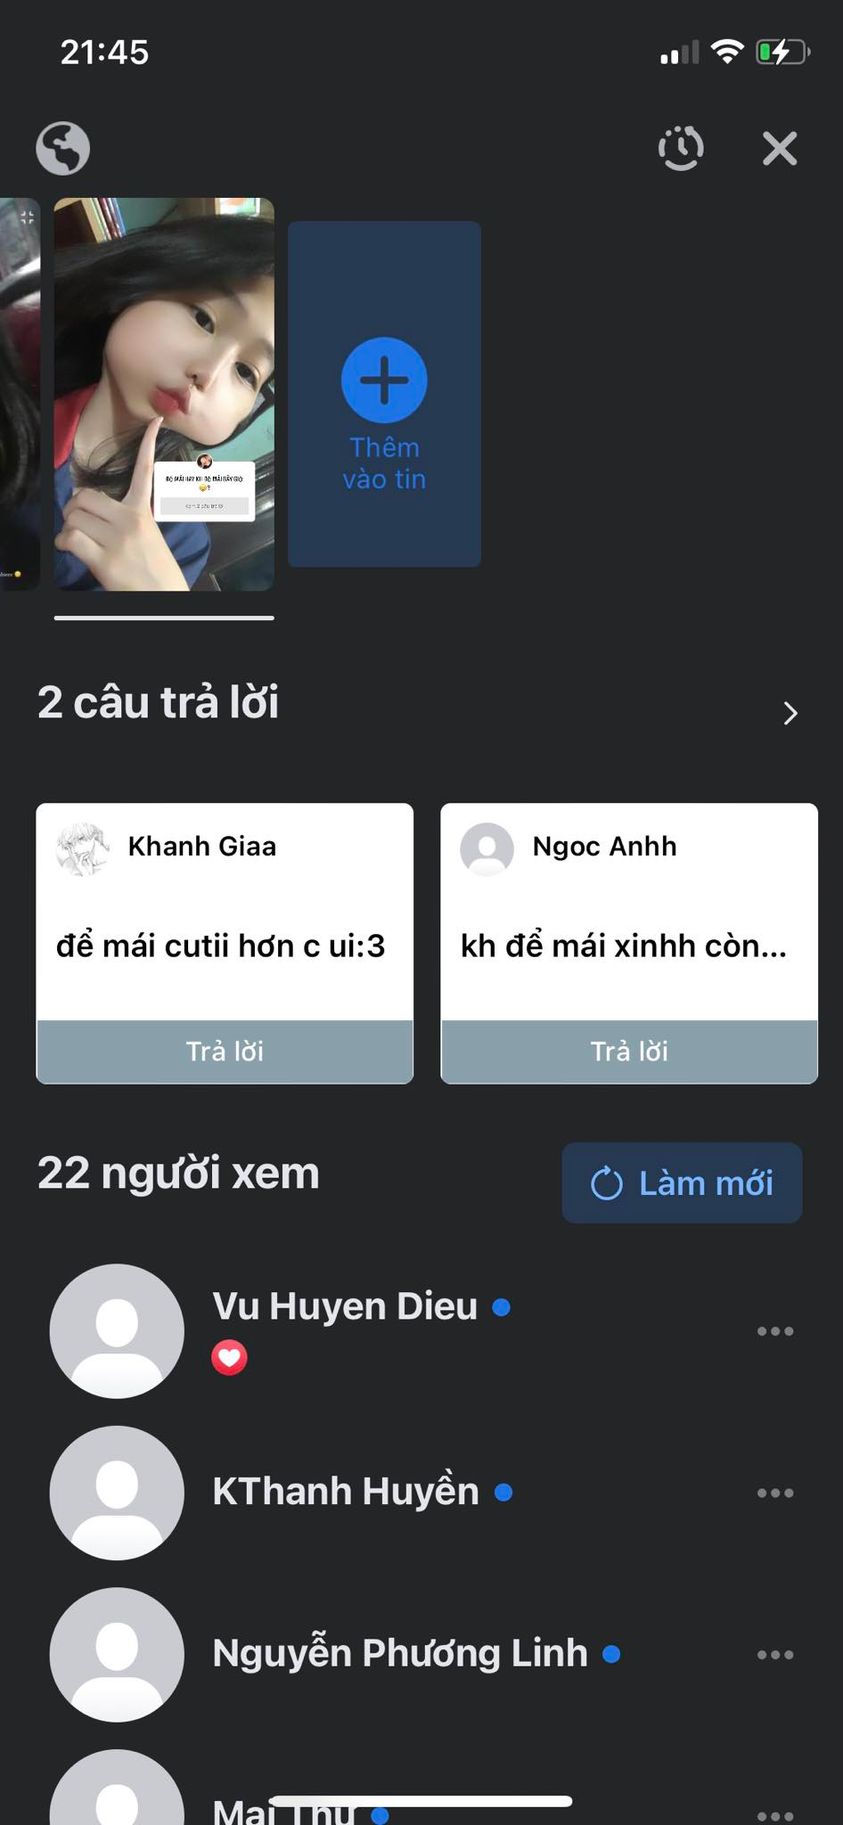 21:45
Thêm
vào tin
2 câu trả lời
Khanh Giaa
để mái cutii hơn c ui:3
Trả lời
Ngoc Anhh
kh để mái xinhh còn...
Trả lời
22 người xem
Làm mới
Vu Huyen Dieu
KThanh Huyền
Nguyễn Phương Linh
Mai Thư